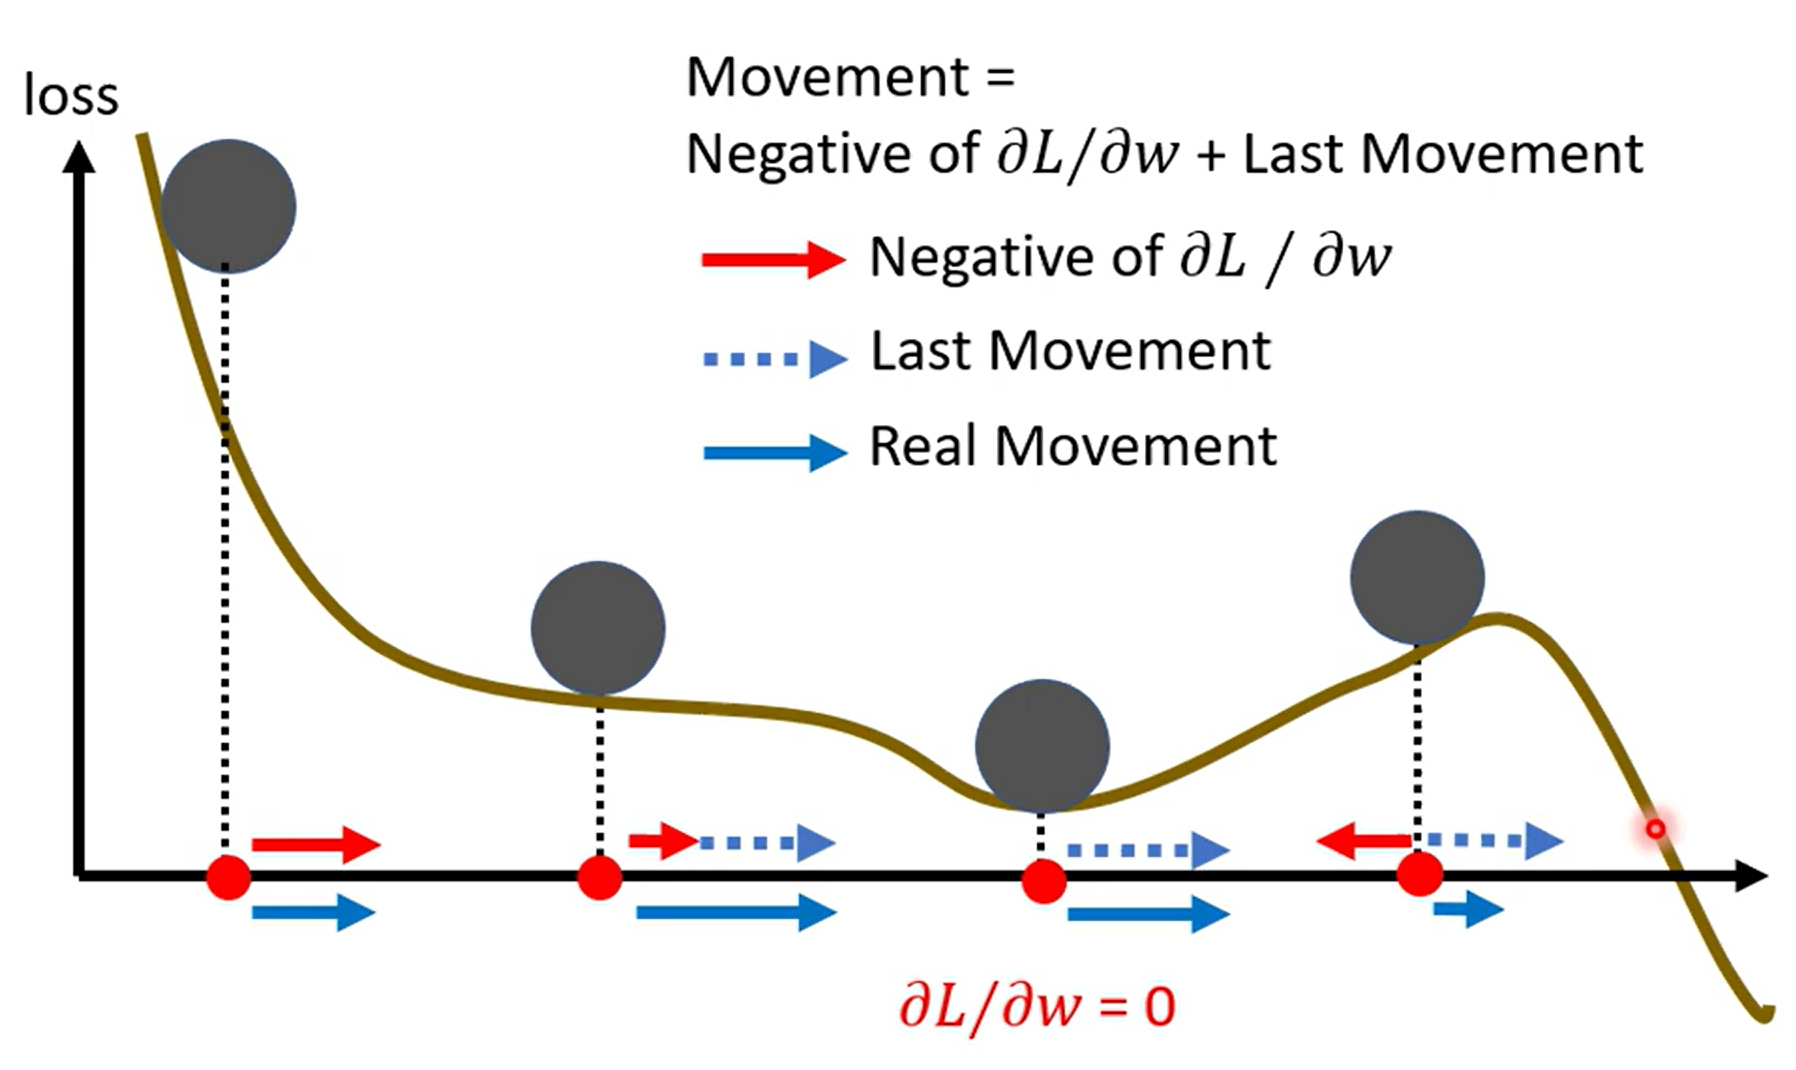 loss
Movement =
Negative of ∂L/∂w + Last Movement
Negative of ∂L / ∂w
Last Movement
Real Movement
∂L/∂w = 0